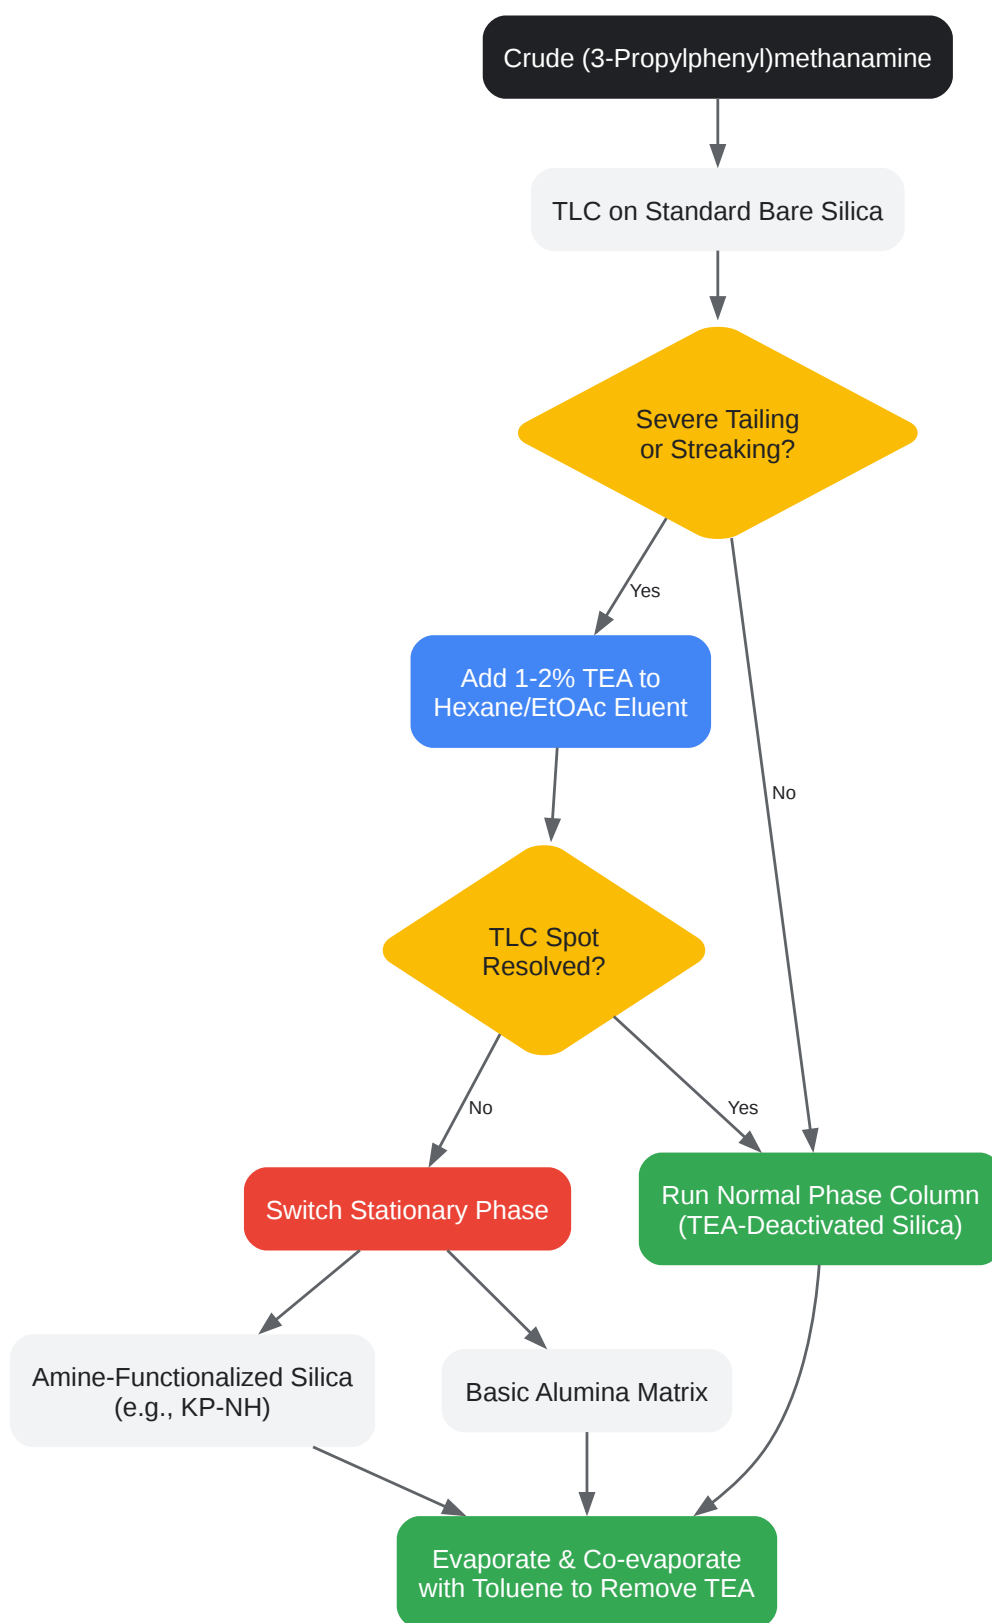 Crude (3-Propylphenyl)methanamine
TLC on Standard Bare Silica
Severe Tailing
or Streaking?
Yes
Add 1-2% TEA to
Hexane/EtOAc Eluent
No
TLC Spot
Resolved?
No
Yes
Switch Stationary Phase
Run Normal Phase Column
(TEA-Deactivated Silica)
Amine-Functionalized Silica
(e.g., KP-NH)
Basic Alumina Matrix
Evaporate & Co-evaporate
with Toluene to Remove TEA